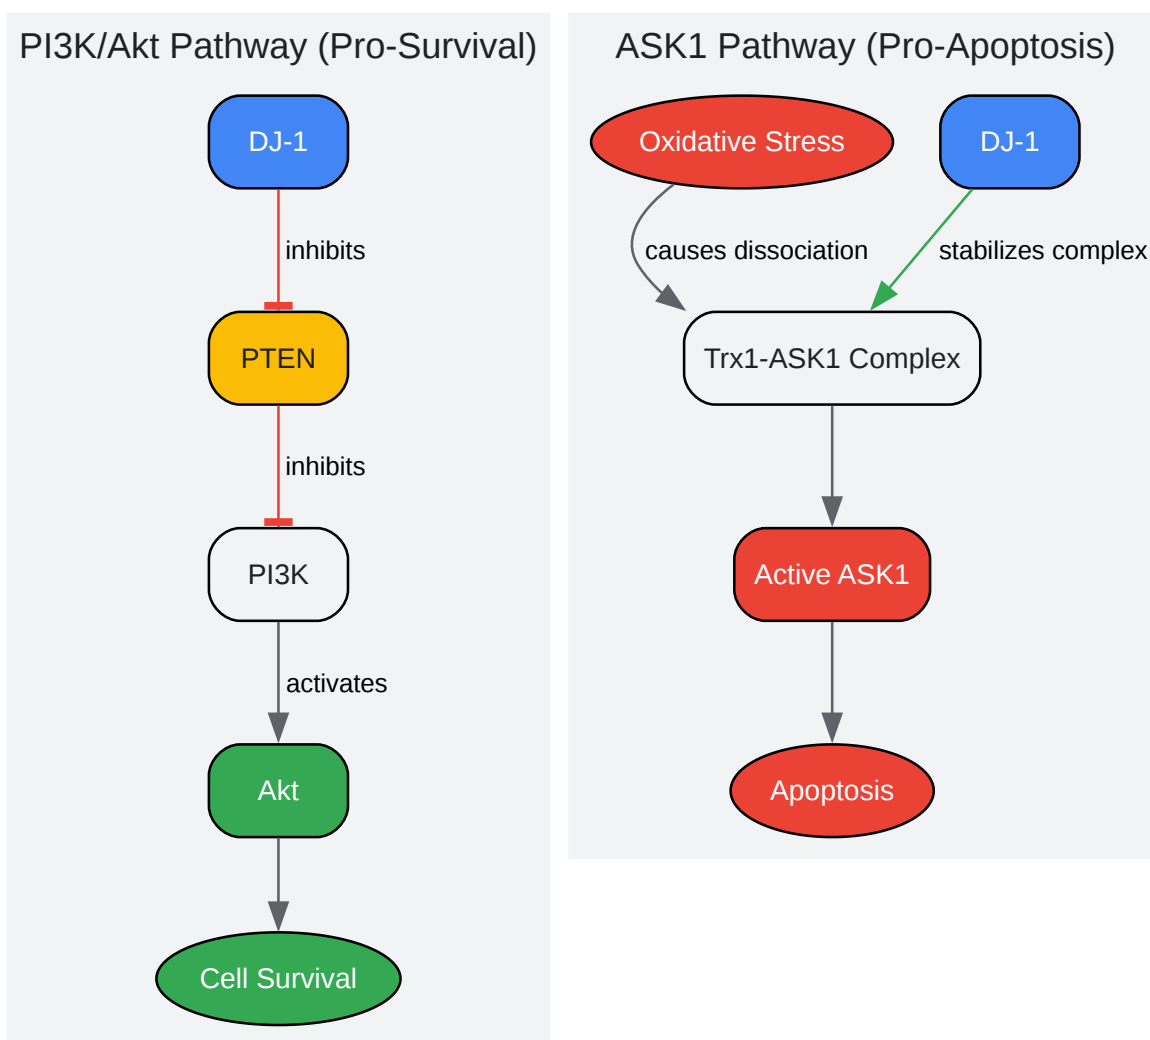 PI3K/Akt Pathway (Pro-Survival)
DJ-1
inhibits
PTEN
inhibits
PI3K
activates
Akt
Cell Survival
ASK1 Pathway (Pro-Apoptosis)
Oxidative Stress
DJ-1
causes dissociation
stabilizes complex
Trx1-ASK1 Complex
Active ASK1
Apoptosis